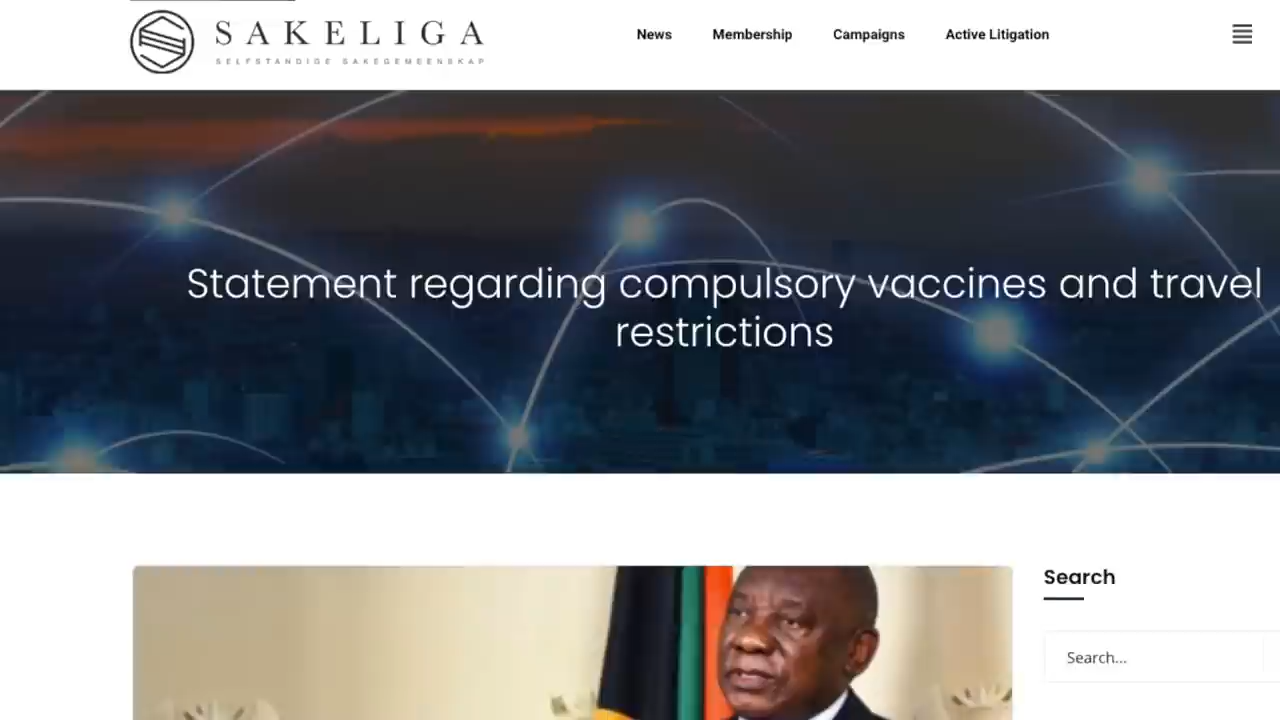 SAKELIGA
SELFSTANDIGE SAKEGEMEENSKAP
News
Membership
Campaigns
Active Litigation
Statement regarding compulsory vaccines and travel
restrictions
Search
Search...